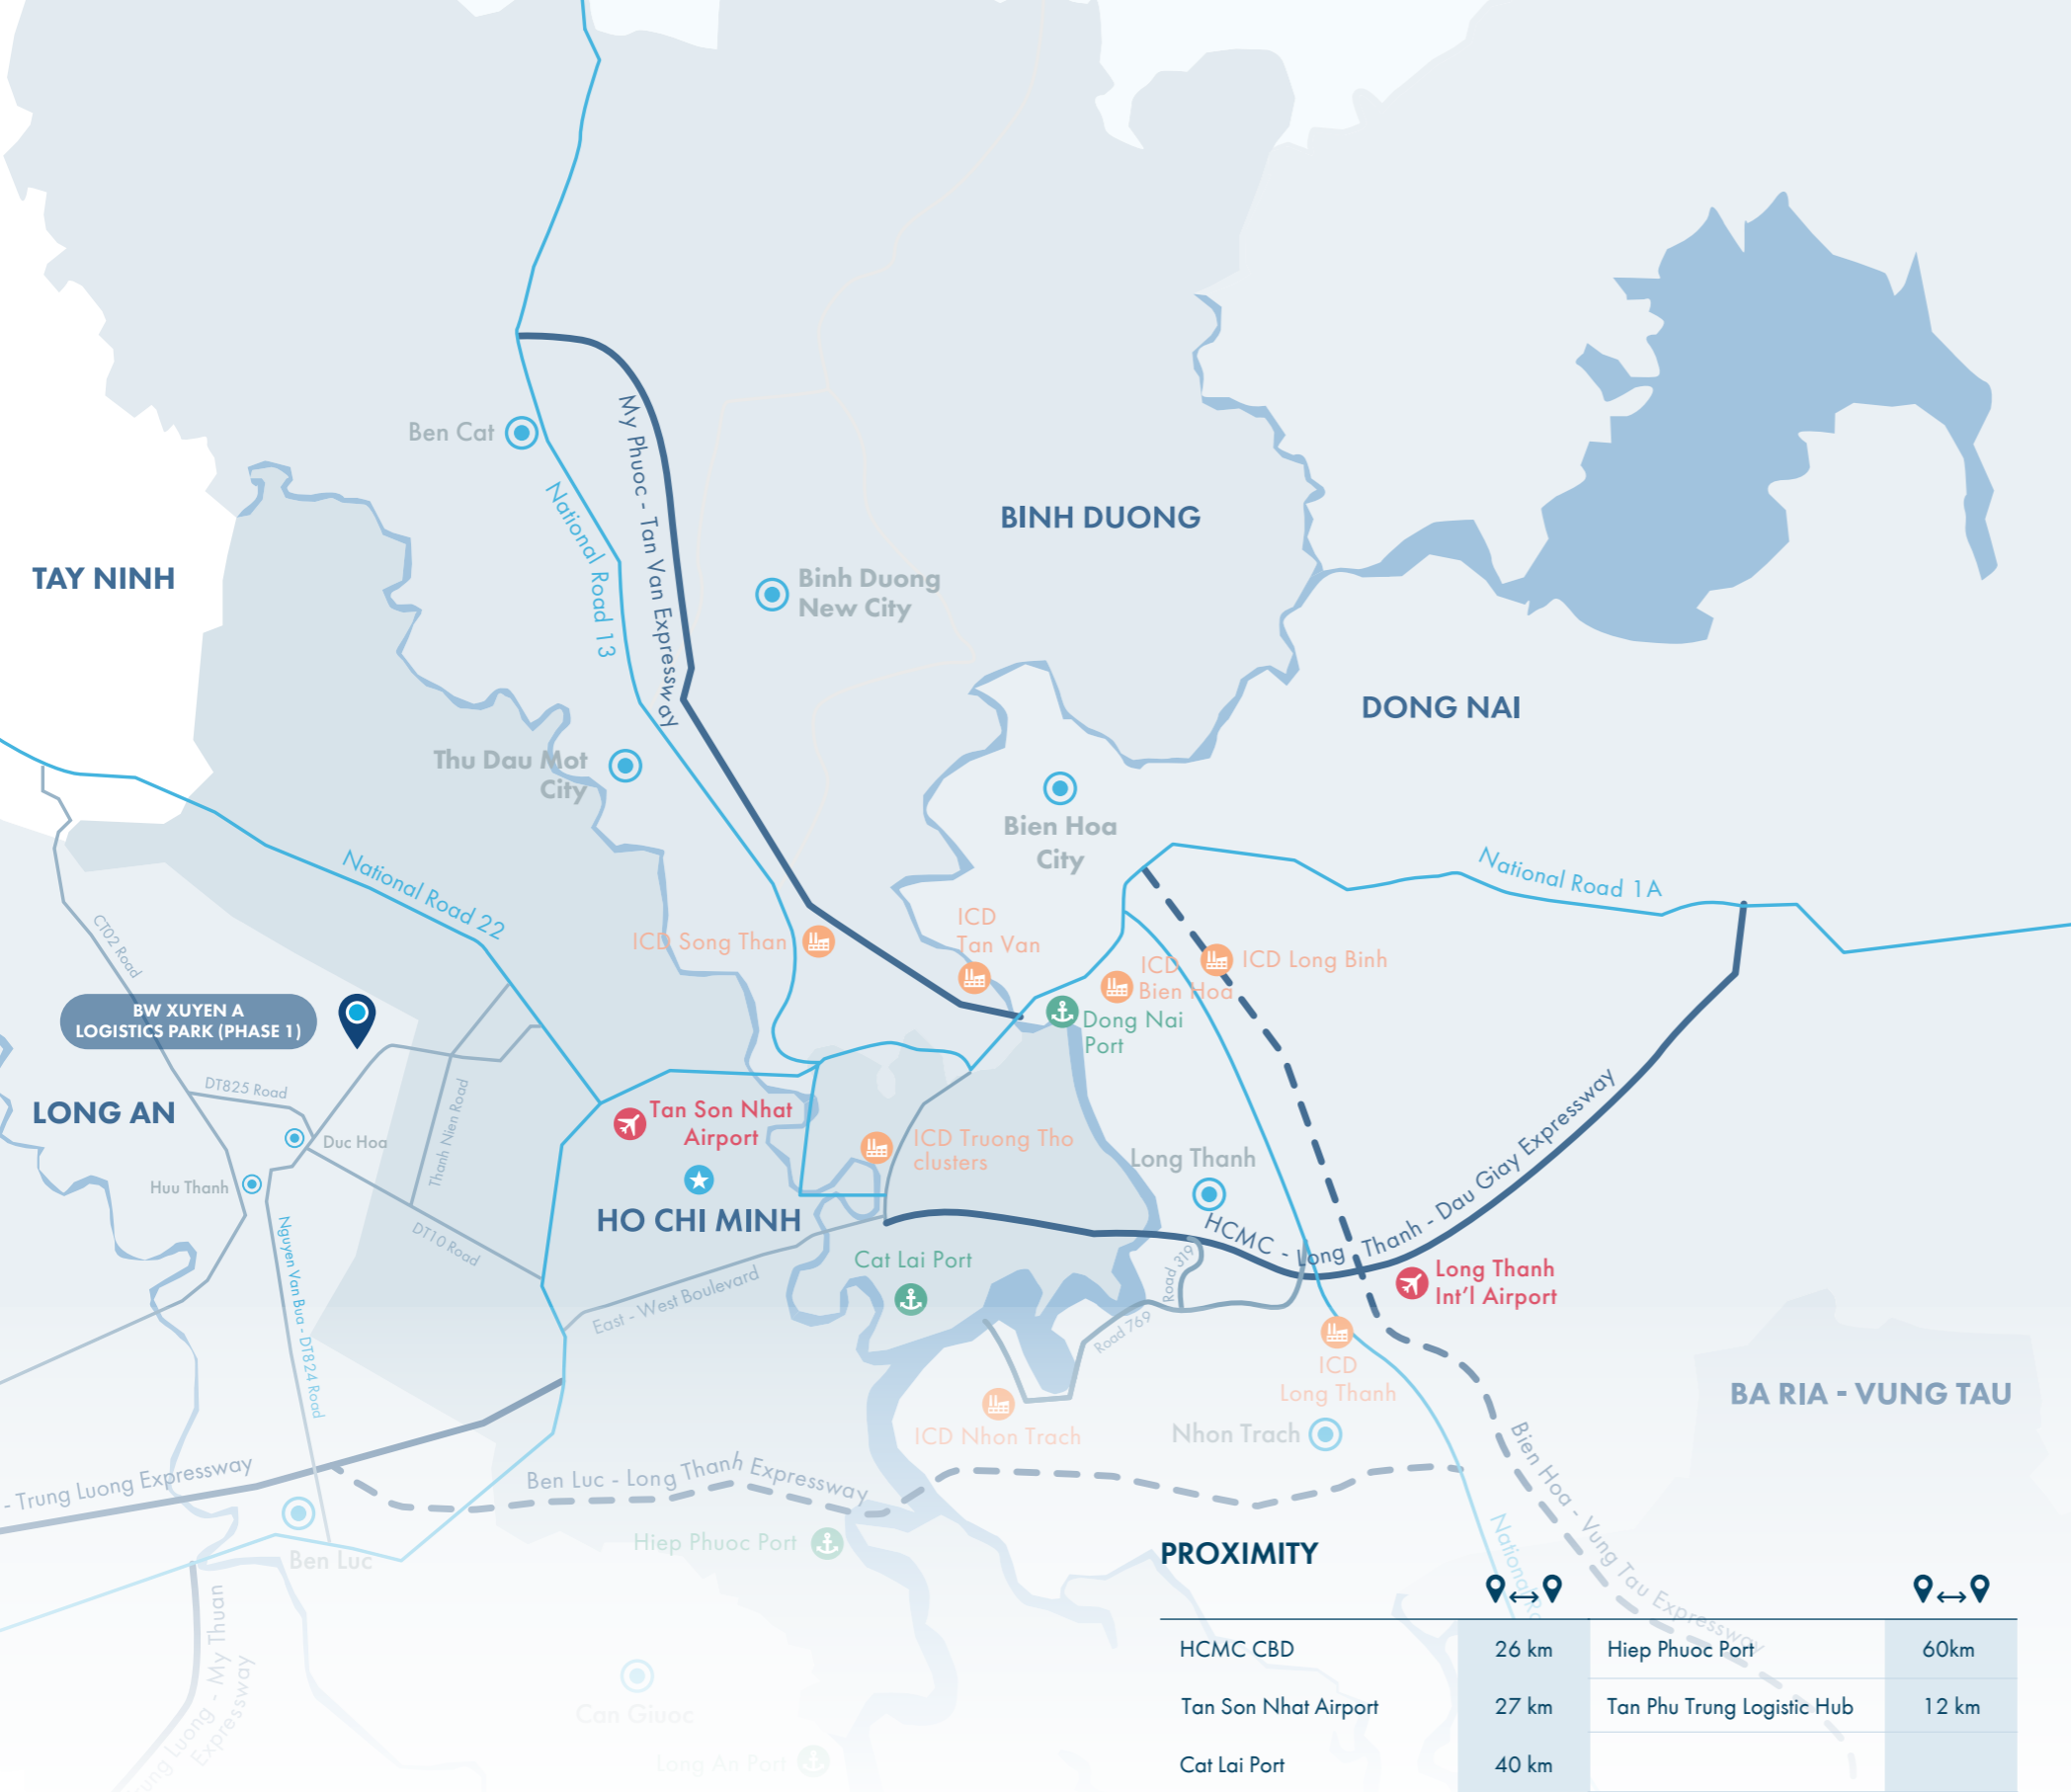 Ben Cat
My Phuoc - Tan Van Expressway
National Road 13
BINH DUONG
TAY NINH
Binh Duong
New City
DONG NAI
Thu Dau Mot
City
Bien Hoa
City
National Road 22
National Road 1A
CT02 Road
ICD Song Than
ICD
Tan Van
ICD
Bien Hoa
ICD Long Binh
BW XUYEN A
LOGISTICS PARK (PHASE 1)
Dong Nai
Port
DT825 Road
LONG AN
Duc Hoa
Thanh Nien Road
Tan Son Nhat
Airport
ICD Truong Tho
clusters
Long Thanh
Huu Thanh
HO CHI MINH
DT10 Road
Nguyen Van Bua - DT824 Road
HCMC - Long Thanh - Dau Giay Expressway
Cat Lai Port
East - West Boulevard
Road 319
Road 769
Long Thanh
Int'l Airport
ICD
Long Thanh
BA RIA - VUNG TAU
ICD Nhon Trach
Nhon Trach
- Trung Luong Expressway
Ben Luc - Long Thanh Expressway
Bien Hoa - Vung Tau Expressway
Hiep Phuoc Port
Ben Luc
National Ro
Trung Luong - My Thuan
Expressway
Can Giuoc
Long An Port
PROXIMITY
HCMC CBD 26 km Hiep Phuoc Port 60km
Tan Son Nhat Airport 27 km Tan Phu Trung Logistic Hub 12 km
Cat Lai Port 40 km